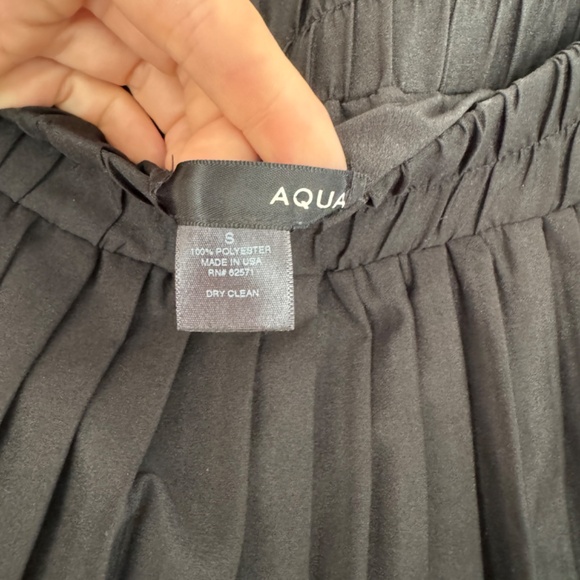 AQUA
S
100% POLYESTER
MADE IN USA
RN# 62571
DRY CLEAN